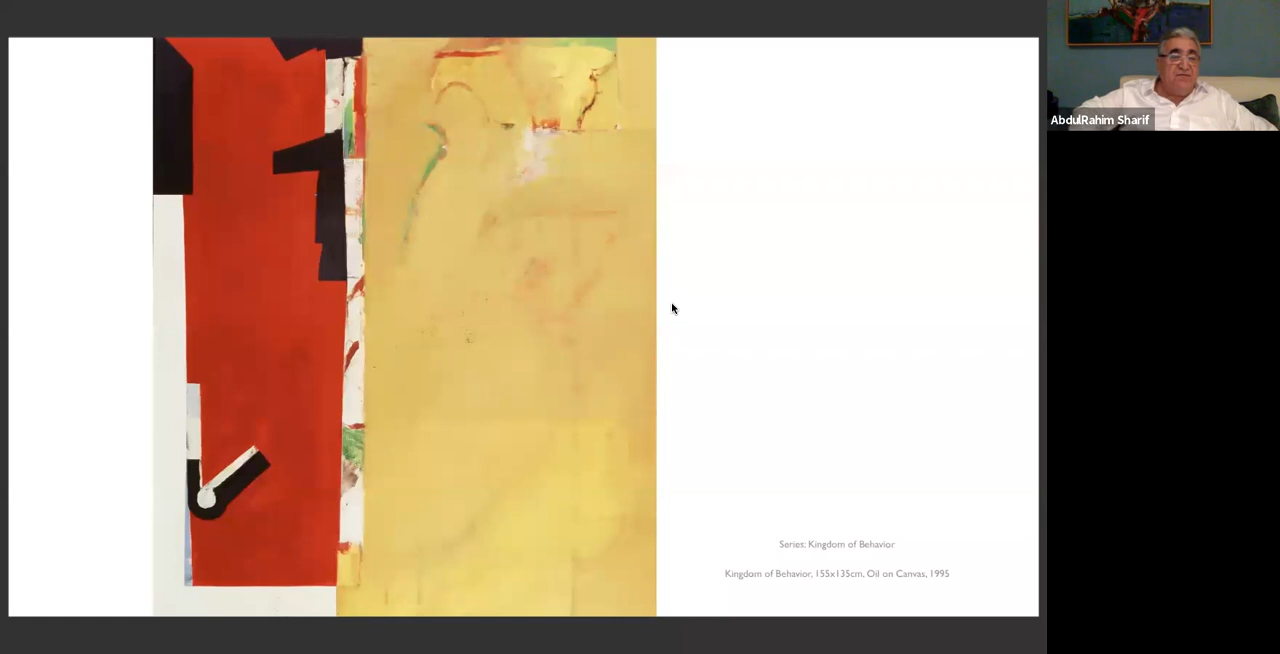 AbdulRahim Sharif
Series: Kingdom of Behavior
Kingdom of Behavior, 155x135cm, Oil on Canvas, 1995